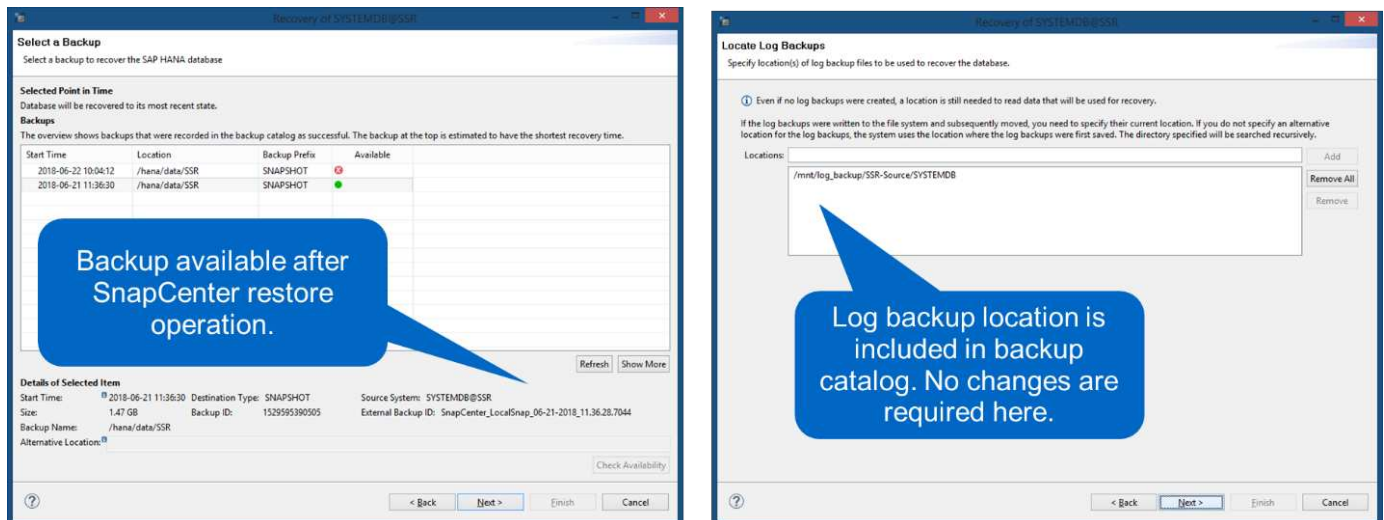 Recovery of SYSTEMDB@SSR
Select a Backup
Select a backup to recover the SAP HANA database
Selected Point in Time
Database will be recovered to its most recent state.
Backups
The overview shows backups that were recorded in the backup catalog as successful. The backup at the top is estimated to have the shortest recovery time.
Start Time Location Backup Prefix Available
2018-06-22 10:04:12 /hana/data/SSR SNAPSHOT
2018-06-21 11:36:30 /hana/data/SSR SNAPSHOT
Backup available after
SnapCenter restore
operation.
Refresh Show More
Details of Selected Item
Start Time: 2018-06-21 11:36:30 Destination Type: SNAPSHOT Source System: SYSTEMDB@SSR
Size: 1.47 GB Backup ID: 1529595390505 External Backup ID: SnapCenter_LocalSnap_06-21-2018_11.36.28.7044
Backup Name: /hana/data/SSR
Alternative Location:
Check Availability
< Back Next > Finish Cancel
Recovery of SYSTEMDB@SSR
Locate Log Backups
Specify location(s) of log backup files to be used to recover the database.
Even if no log backups were created, a location is still needed to read data that will be used for recovery.
If the log backups were written to the file system and subsequently moved, you need to specify their current location. If you do not specify an alternative
location for the log backups, the system uses the location where the log backups were first saved. The directory specified will be searched recursively.
Locations: Add
/mnt/log_backup/SSR-Source/SYSTEMDB
Remove All
Remove
Log backup location is
included in backup
catalog. No changes are
required here.
< Back Next > Finish Cancel